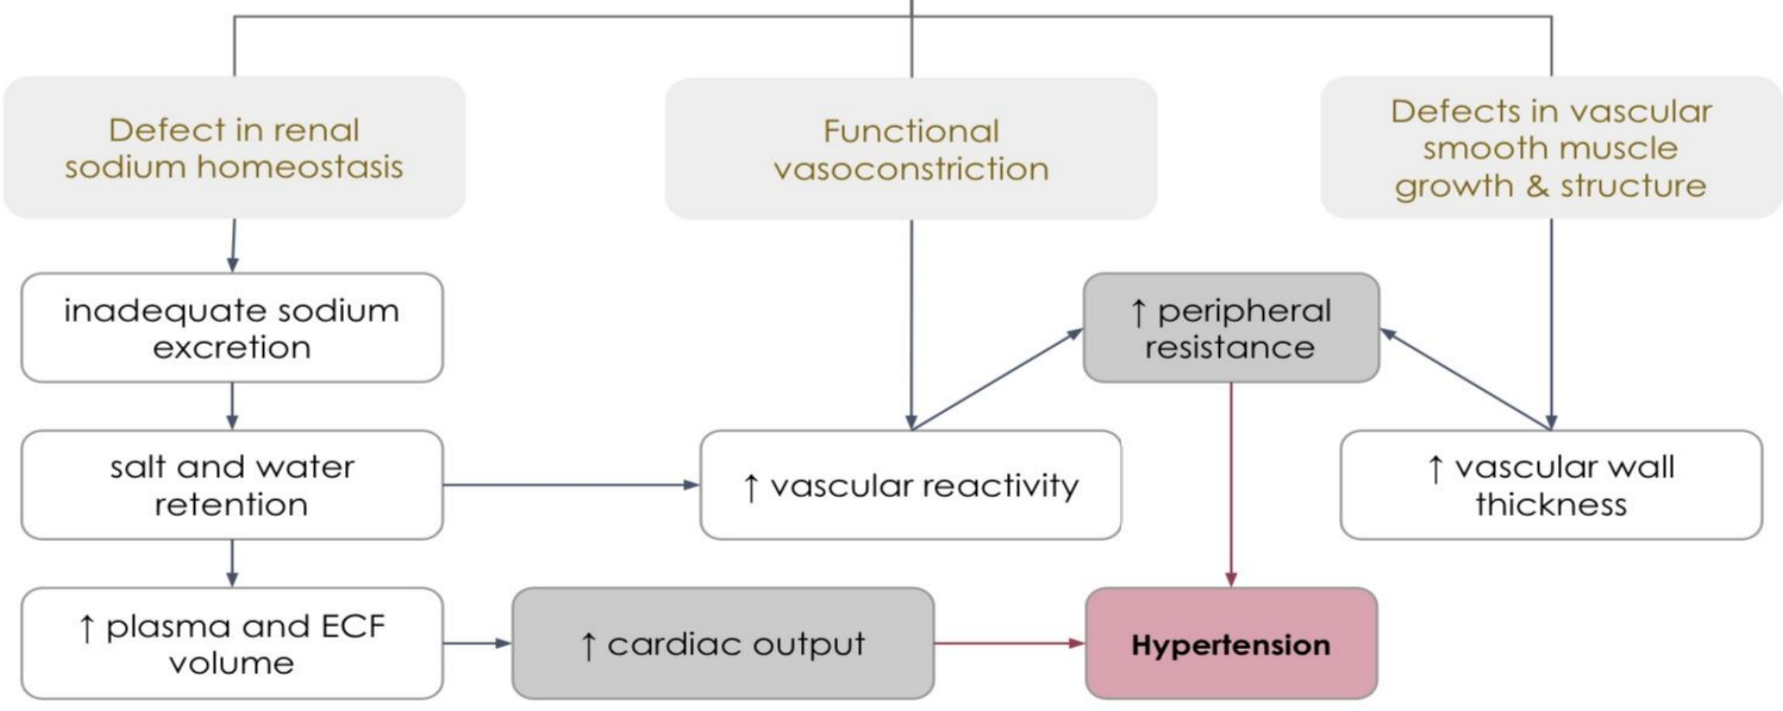 Defect in renal
sodium homeostasis
Functional
vasoconstriction
Defects in vascular
smooth muscle
growth & structure
inadequate sodium
excretion
↑ peripheral
resistance
salt and water
retention
↑ vascular reactivity
↑ vascular wall
thickness
↑ plasma and ECF
volume
↑ cardiac output
Hypertension